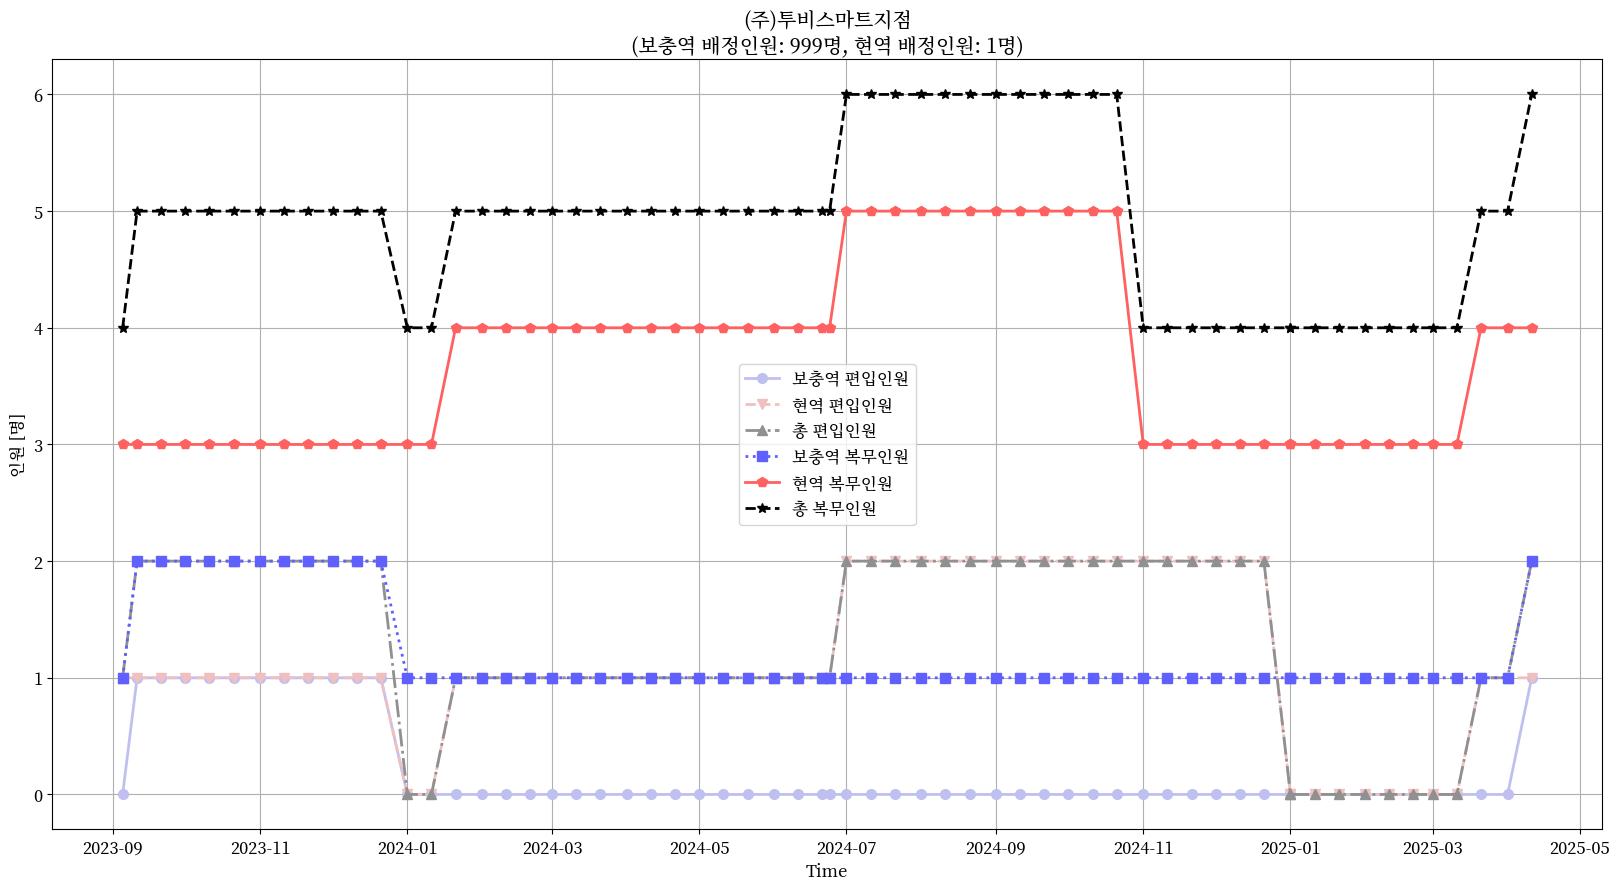 (주)투비스마트지점
(보충역 배정인원: 999명, 현역 배정인원: 1명)
인원 [명]
6
5
4
3
2
1
0
보충역 편입인원
현역 편입인원
총 편입인원
보충역 복무인원
현역 복무인원
총 복무인원
2023-09 2023-11 2024-01 2024-03 2024-05 2024-07 2024-09 2024-11 2025-01 2025-03 2025-05
Time